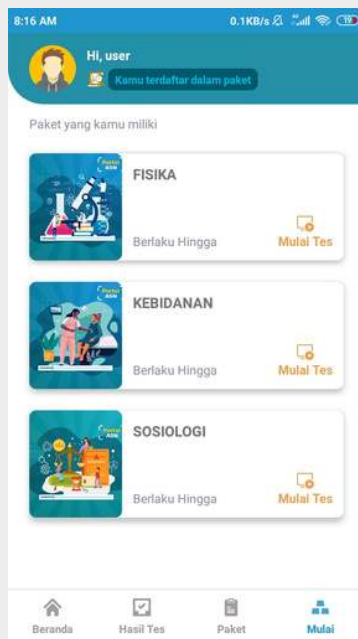 8:16 AM
0.1KB/s
19
Hi, user
Kamu terdaftar dalam paket
Paket yang kamu miliki
FISIKA
Berlaku Hingga
Mulai Tes
KEBIDANAN
Berlaku Hingga
Mulai Tes
SOSIOLOGI
Berlaku Hingga
Mulai Tes
Beranda
Hasil Tes
Paket
Mulai